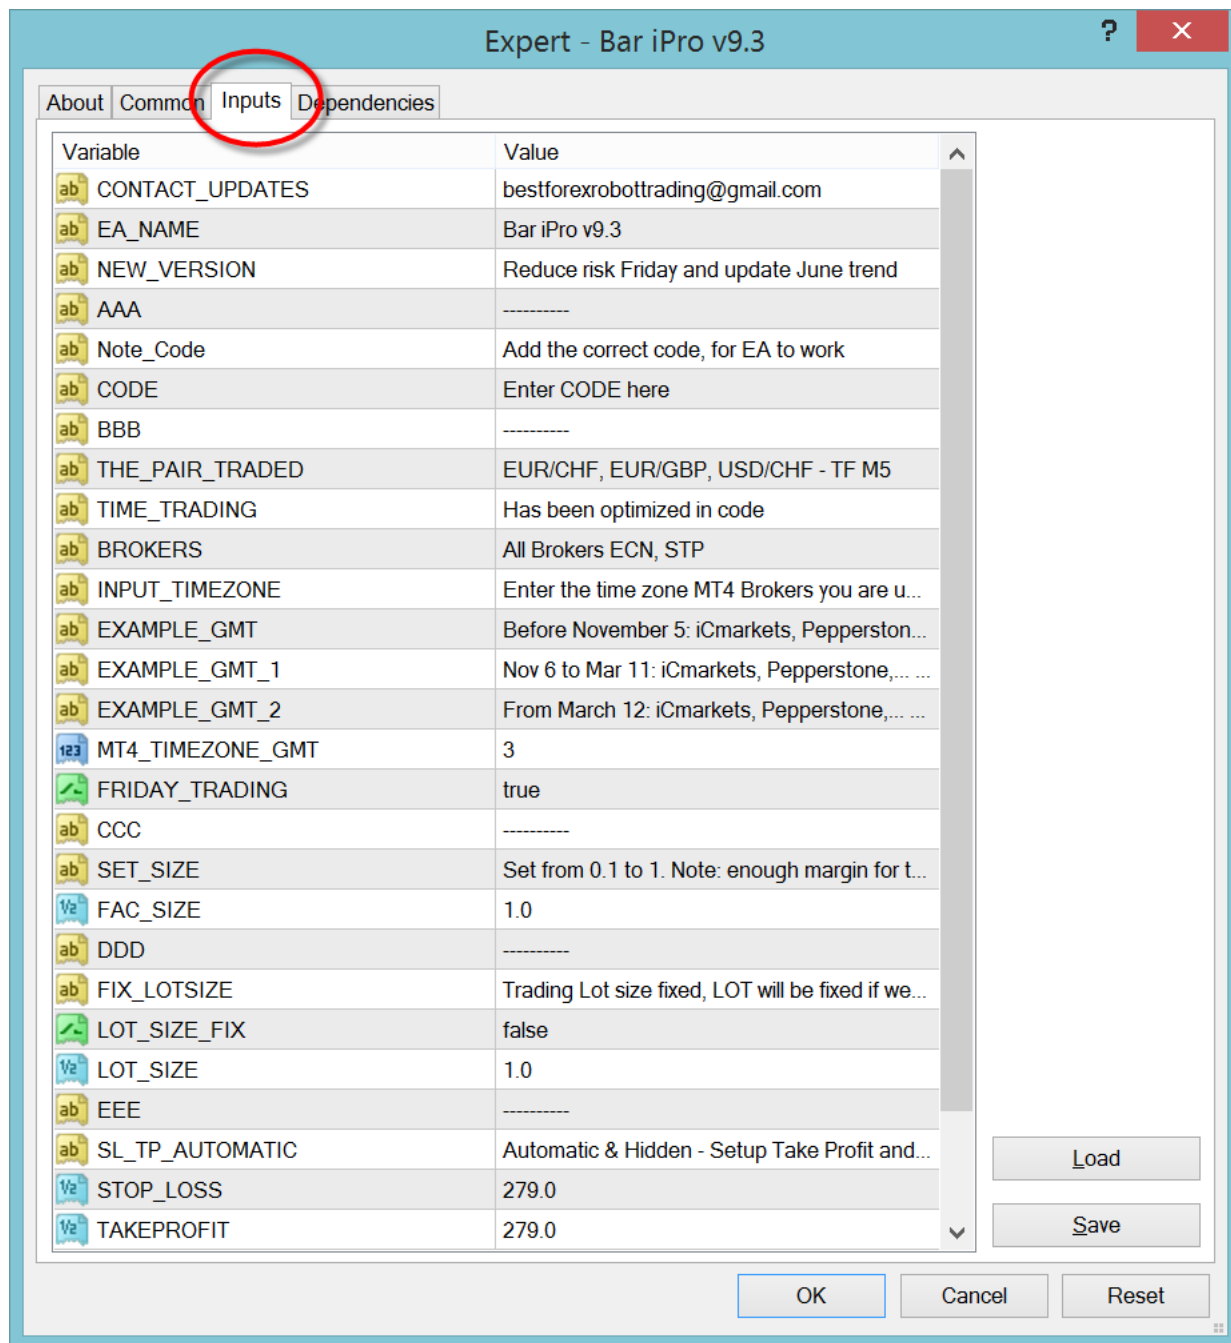 Expert - Bar iPro v9.3 ?
About Common Inputs Dependencies
Variable Value
CONTACT_UPDATES bestforexrobottrading@gmail.com
EA_NAME Bar iPro v9.3
NEW_VERSION Reduce risk Friday and update June trend
AAA ----------
Note_Code Add the correct code, for EA to work
CODE Enter CODE here
BBB ----------
THE_PAIR_TRADED EUR/CHF, EUR/GBP, USD/CHF - TF M5
TIME_TRADING Has been optimized in code
BROKERS All Brokers ECN, STP
INPUT_TIMEZONE Enter the time zone MT4 Brokers you are u...
EXAMPLE_GMT Before November 5: iCmarkets, Pepperston...
EXAMPLE_GMT_1 Nov 6 to Mar 11: iCmarkets, Pepperstone,... ...
EXAMPLE_GMT_2 From March 12: iCmarkets, Pepperstone,... ...
MT4_TIMEZONE_GMT 3
FRIDAY_TRADING true
CCC ----------
SET_SIZE Set from 0.1 to 1. Note: enough margin for t...
FAC_SIZE 1.0
DDD ----------
FIX_LOTSIZE Trading Lot size fixed, LOT will be fixed if we...
LOT_SIZE_FIX false
LOT_SIZE 1.0
EEE ----------
SL_TP_AUTOMATIC Automatic & Hidden - Setup Take Profit and...
STOP_LOSS 279.0
TAKEPROFIT 279.0
Load
Save
OK Cancel Reset